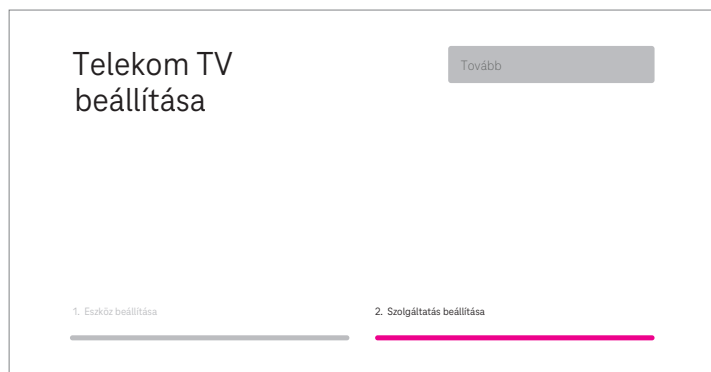 Telekom TV
beállítása
Tovább
1. Eszköz beállítása
2. Szolgáltatás beállítása